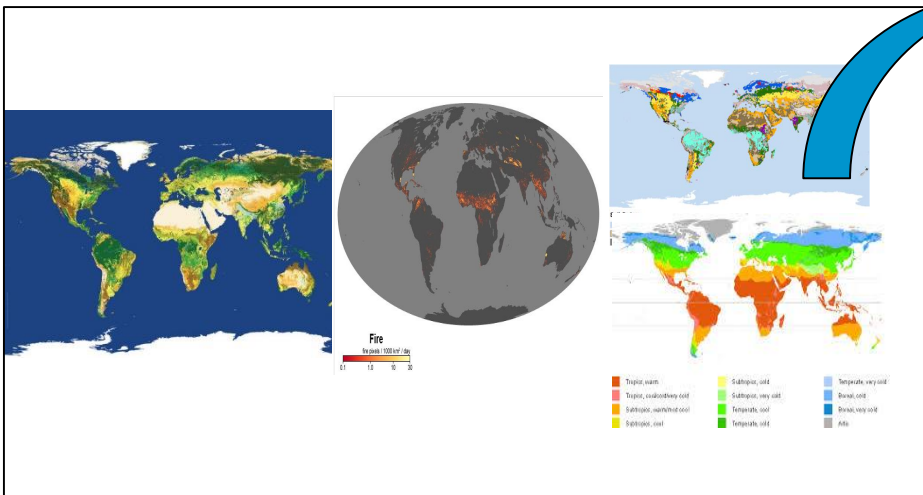 Fire
fire pixels / 1000 km² / day
0.1 1.0 10 30
Tropics, warm
Tropics, cool/cold/very cold
Subtropics, warm/mod cool
Subtropics, cool
Subtropics, cold
Subtropics, very cold
Temperate, cool
Temperate, cold
Temperate, very cold
Boreal, cold
Boreal, very cold
Artic